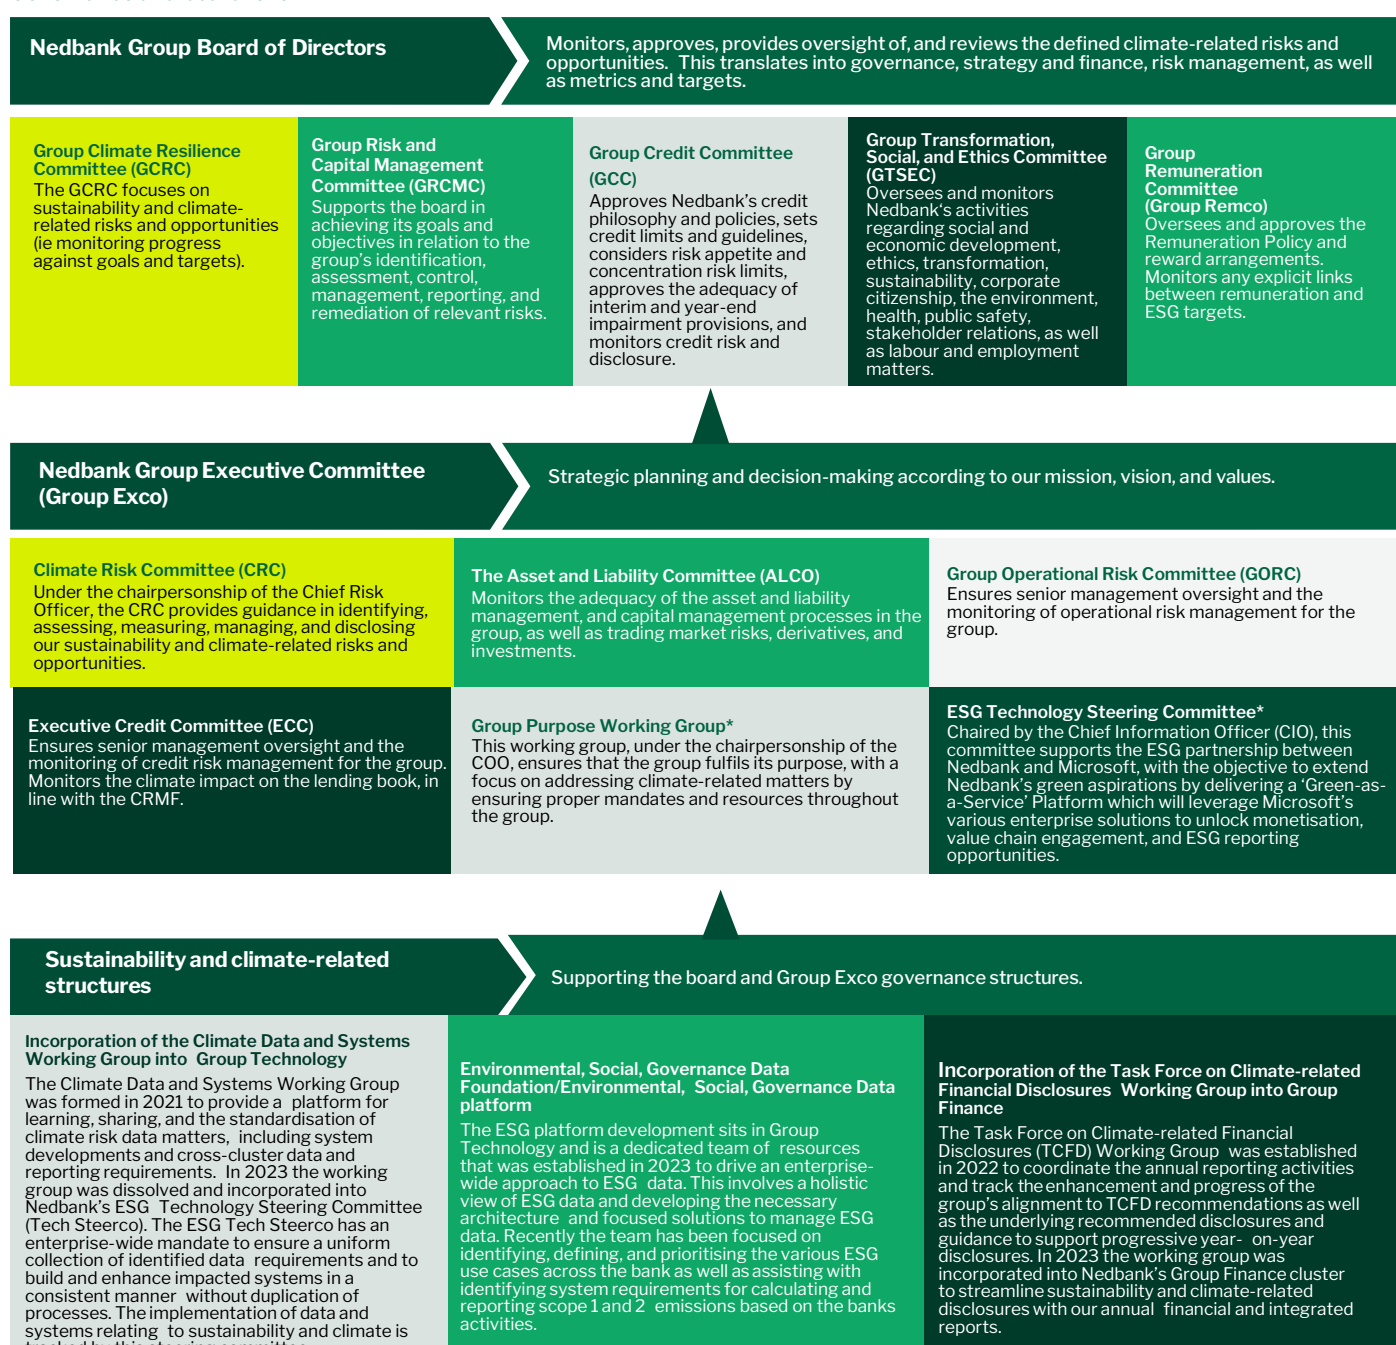 Nedbank Group Board of Directors
Monitors, approves, provides oversight of, and reviews the defined climate-related risks and
opportunities. This translates into governance, strategy and finance, risk management, as well
as metrics and targets.
Group Climate Resilience
Committee (GCRC)
The GCRC focuses on
sustainability and climate-
related risks and opportunities
(ie monitoring progress
against goals and targets).
Group Risk and
Capital Management
Committee (GRCMC)
Supports the board in
achieving its goals and
objectives in relation to the
group's identification,
assessment, control,
management, reporting, and
remediation of relevant risks.
Group Credit Committee
(GCC)
Approves Nedbank's credit
philosophy and policies, sets
credit limits and guidelines,
considers risk appetite and
concentration risk limits,
approves the adequacy of
interim and year-end
impairment provisions, and
monitors credit risk and
disclosure.
Group Transformation,
Social, and Ethics Committee
(GTSEC)
Oversees and monitors
Nedbank‘s activities
regarding social and
economic development,
ethics, transformation,
sustainability, corporate
citizenship, the environment,
health, public safety,
stakeholder relations, as well
as labour and employment
matters.
Group
Remuneration
Committee
(Group Remco)
Oversees and approves the
Remuneration Policy and
reward arrangements.
Monitors any explicit links
between remuneration and
ESG targets.
Nedbank Group Executive Committee
(Group Exco)
Strategic planning and decision-making according to our mission, vision, and values.
Climate Risk Committee (CRC)
Under the chairpersonship of the Chief Risk
Officer, the CRC provides guidance in identifying,
assessing, measuring, managing, and disclosing
our sustainability and climate-related risks and
opportunities.
The Asset and Liability Committee (ALCO)
Monitors the adequacy of the asset and liability
management, and capital management processes in the
group, as well as trading market risks, derivatives, and
investments.
Group Operational Risk Committee (GORC)
Ensures senior management oversight and the
monitoring of operational risk management for the
group.
Executive Credit Committee (ECC)
Ensures senior management oversight and the
monitoring of credit risk management for the group.
Monitors the climate impact on the lending book, in
line with the CRMF.
Group Purpose Working Group*
This working group, under the chairpersonship of the
COO, ensures that the group fulfils its purpose, with a
focus on addressing climate-related matters by
ensuring proper mandates and resources throughout
the group.
ESG Technology Steering Committee*
Chaired by the Chief Information Officer (CIO), this
committee supports the ESG partnership between
Nedbank and Microsoft, with the objective to extend
Nedbank's green aspirations by delivering a ‘Green-as-
a-Service’ Platform which will leverage Microsoft's
various enterprise solutions to unlock monetisation,
value chain engagement, and ESG reporting
opportunities.
Sustainability and climate-related
structures
Supporting the board and Group Exco governance structures.
Incorporation of the Climate Data and Systems
Working Group into Group Technology
The Climate Data and Systems Working Group
was formed in 2021 to provide a platform for
learning, sharing, and the standardisation of
climate risk data matters, including system
developments and cross-cluster data and
reporting requirements. In 2023 the working
group was dissolved and incorporated into
Nedbank's ESG Technology Steering Committee
(Tech Steerco). The ESG Tech Steerco has an
enterprise-wide mandate to ensure a uniform
collection of identified data requirements and to
build and enhance impacted systems in a
consistent manner without duplication of
processes. The implementation of data and
systems relating to sustainability and climate is
Environmental, Social, Governance Data
Foundation/Environmental, Social, Governance Data
platform
The ESG platform development sits in Group
Technology and is a dedicated team of resources
that was established in 2023 to drive an enterprise-
wide approach to ESG data. This involves a holistic
view of ESG data and developing the necessary
architecture and focused solutions to manage ESG
data. Recently the team has been focused on
identifying, defining, and prioritising the various ESG
use cases across the bank as well as assisting with
identifying system requirements for calculating and
reporting scope 1 and 2 emissions based on the banks
activities.
Incorporation of the Task Force on Climate-related
Financial Disclosures Working Group into Group
Finance
The Task Force on Climate-related Financial
Disclosures (TCFD) Working Group was established
in 2022 to coordinate the annual reporting activities
and track the enhancement and progress of the
group's alignment to TCFD recommendations as well
as the underlying recommended disclosures and
guidance to support progressive year- on-year
disclosures. In 2023 the working group was
incorporated into Nedbank's Group Finance cluster
to streamline sustainability and climate-related
disclosures with our annual financial and integrated
reports.